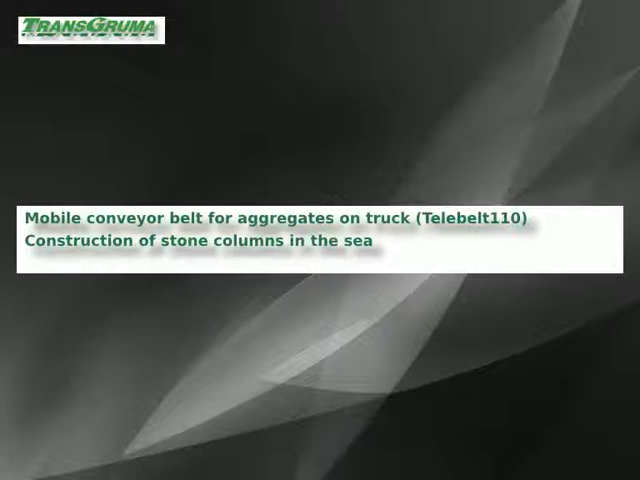 TRANSGRUMA
Mobile conveyor belt for aggregates on truck (Telebelt110)
Construction of stone columns in the sea